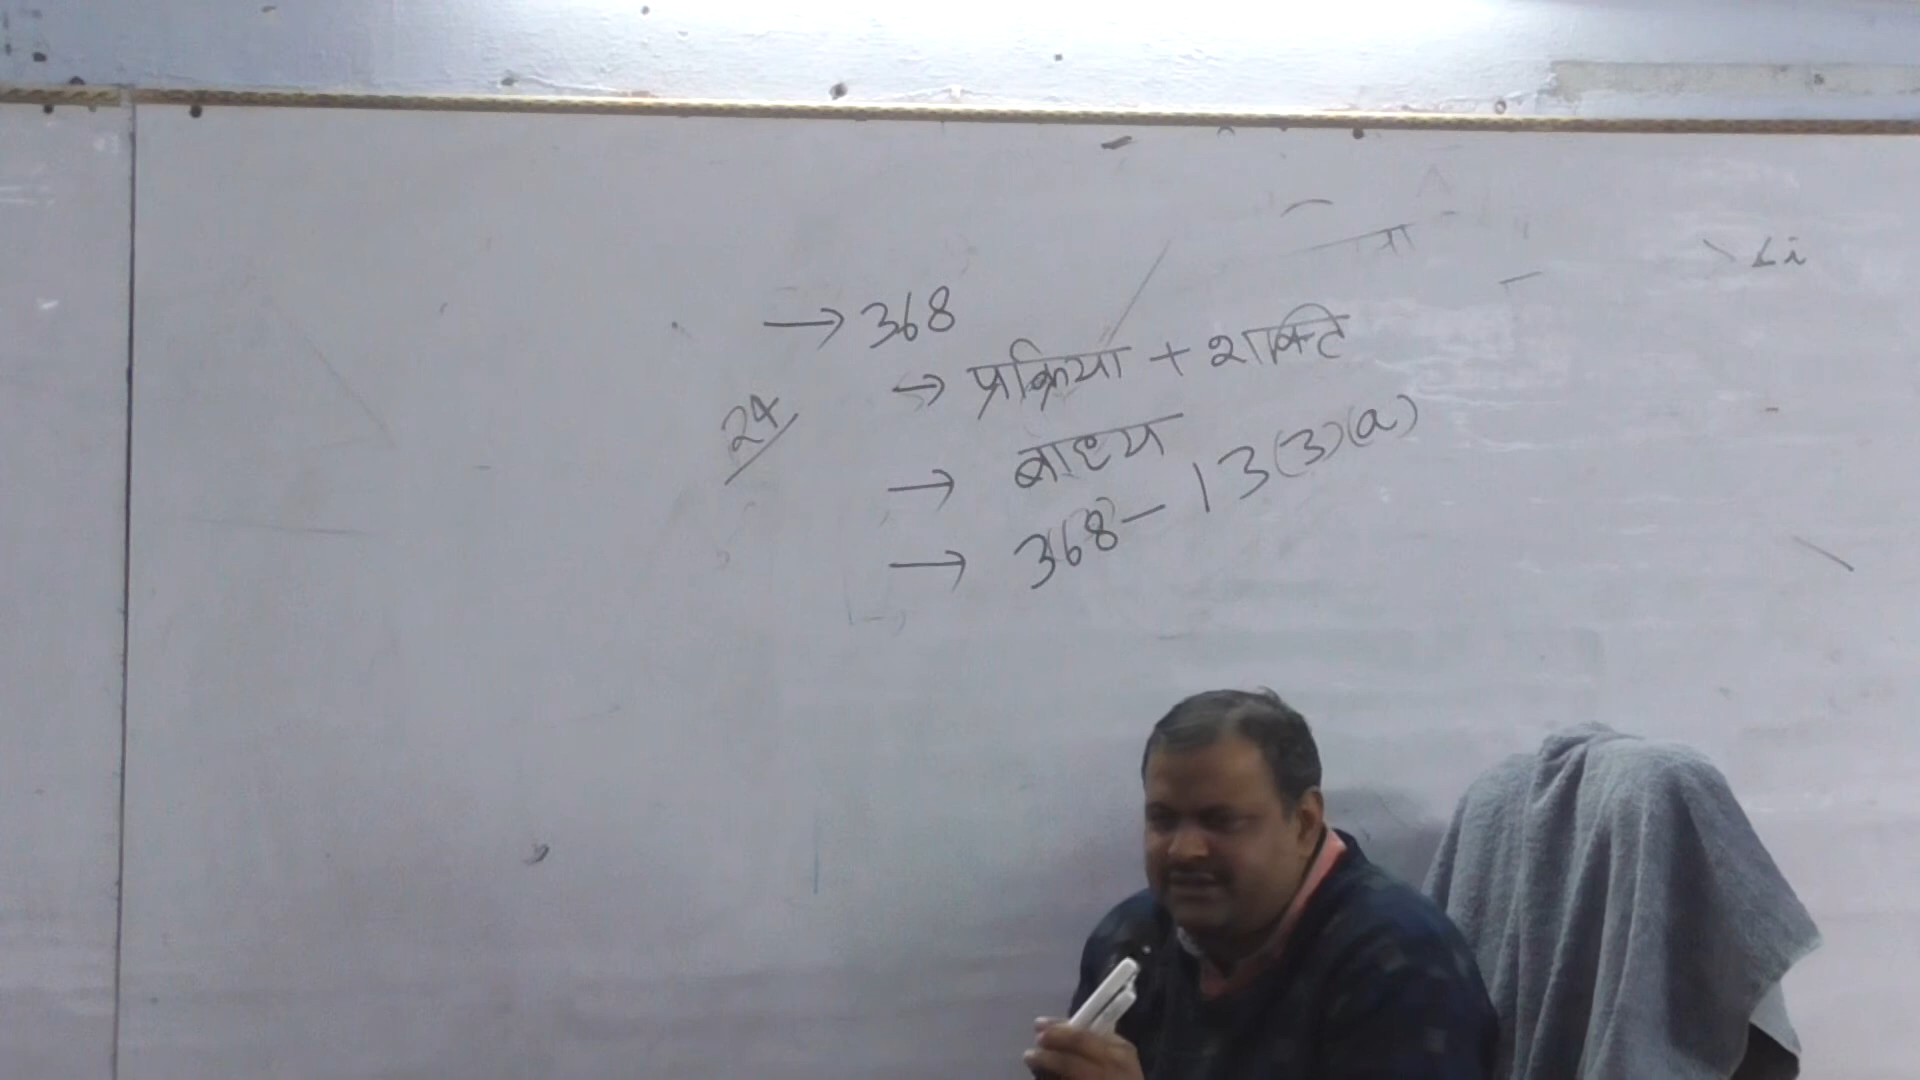 → 368
→ प्रक्रिया + शक्ति
24
→ बाध्य
→ 368 - 13(3)(a)